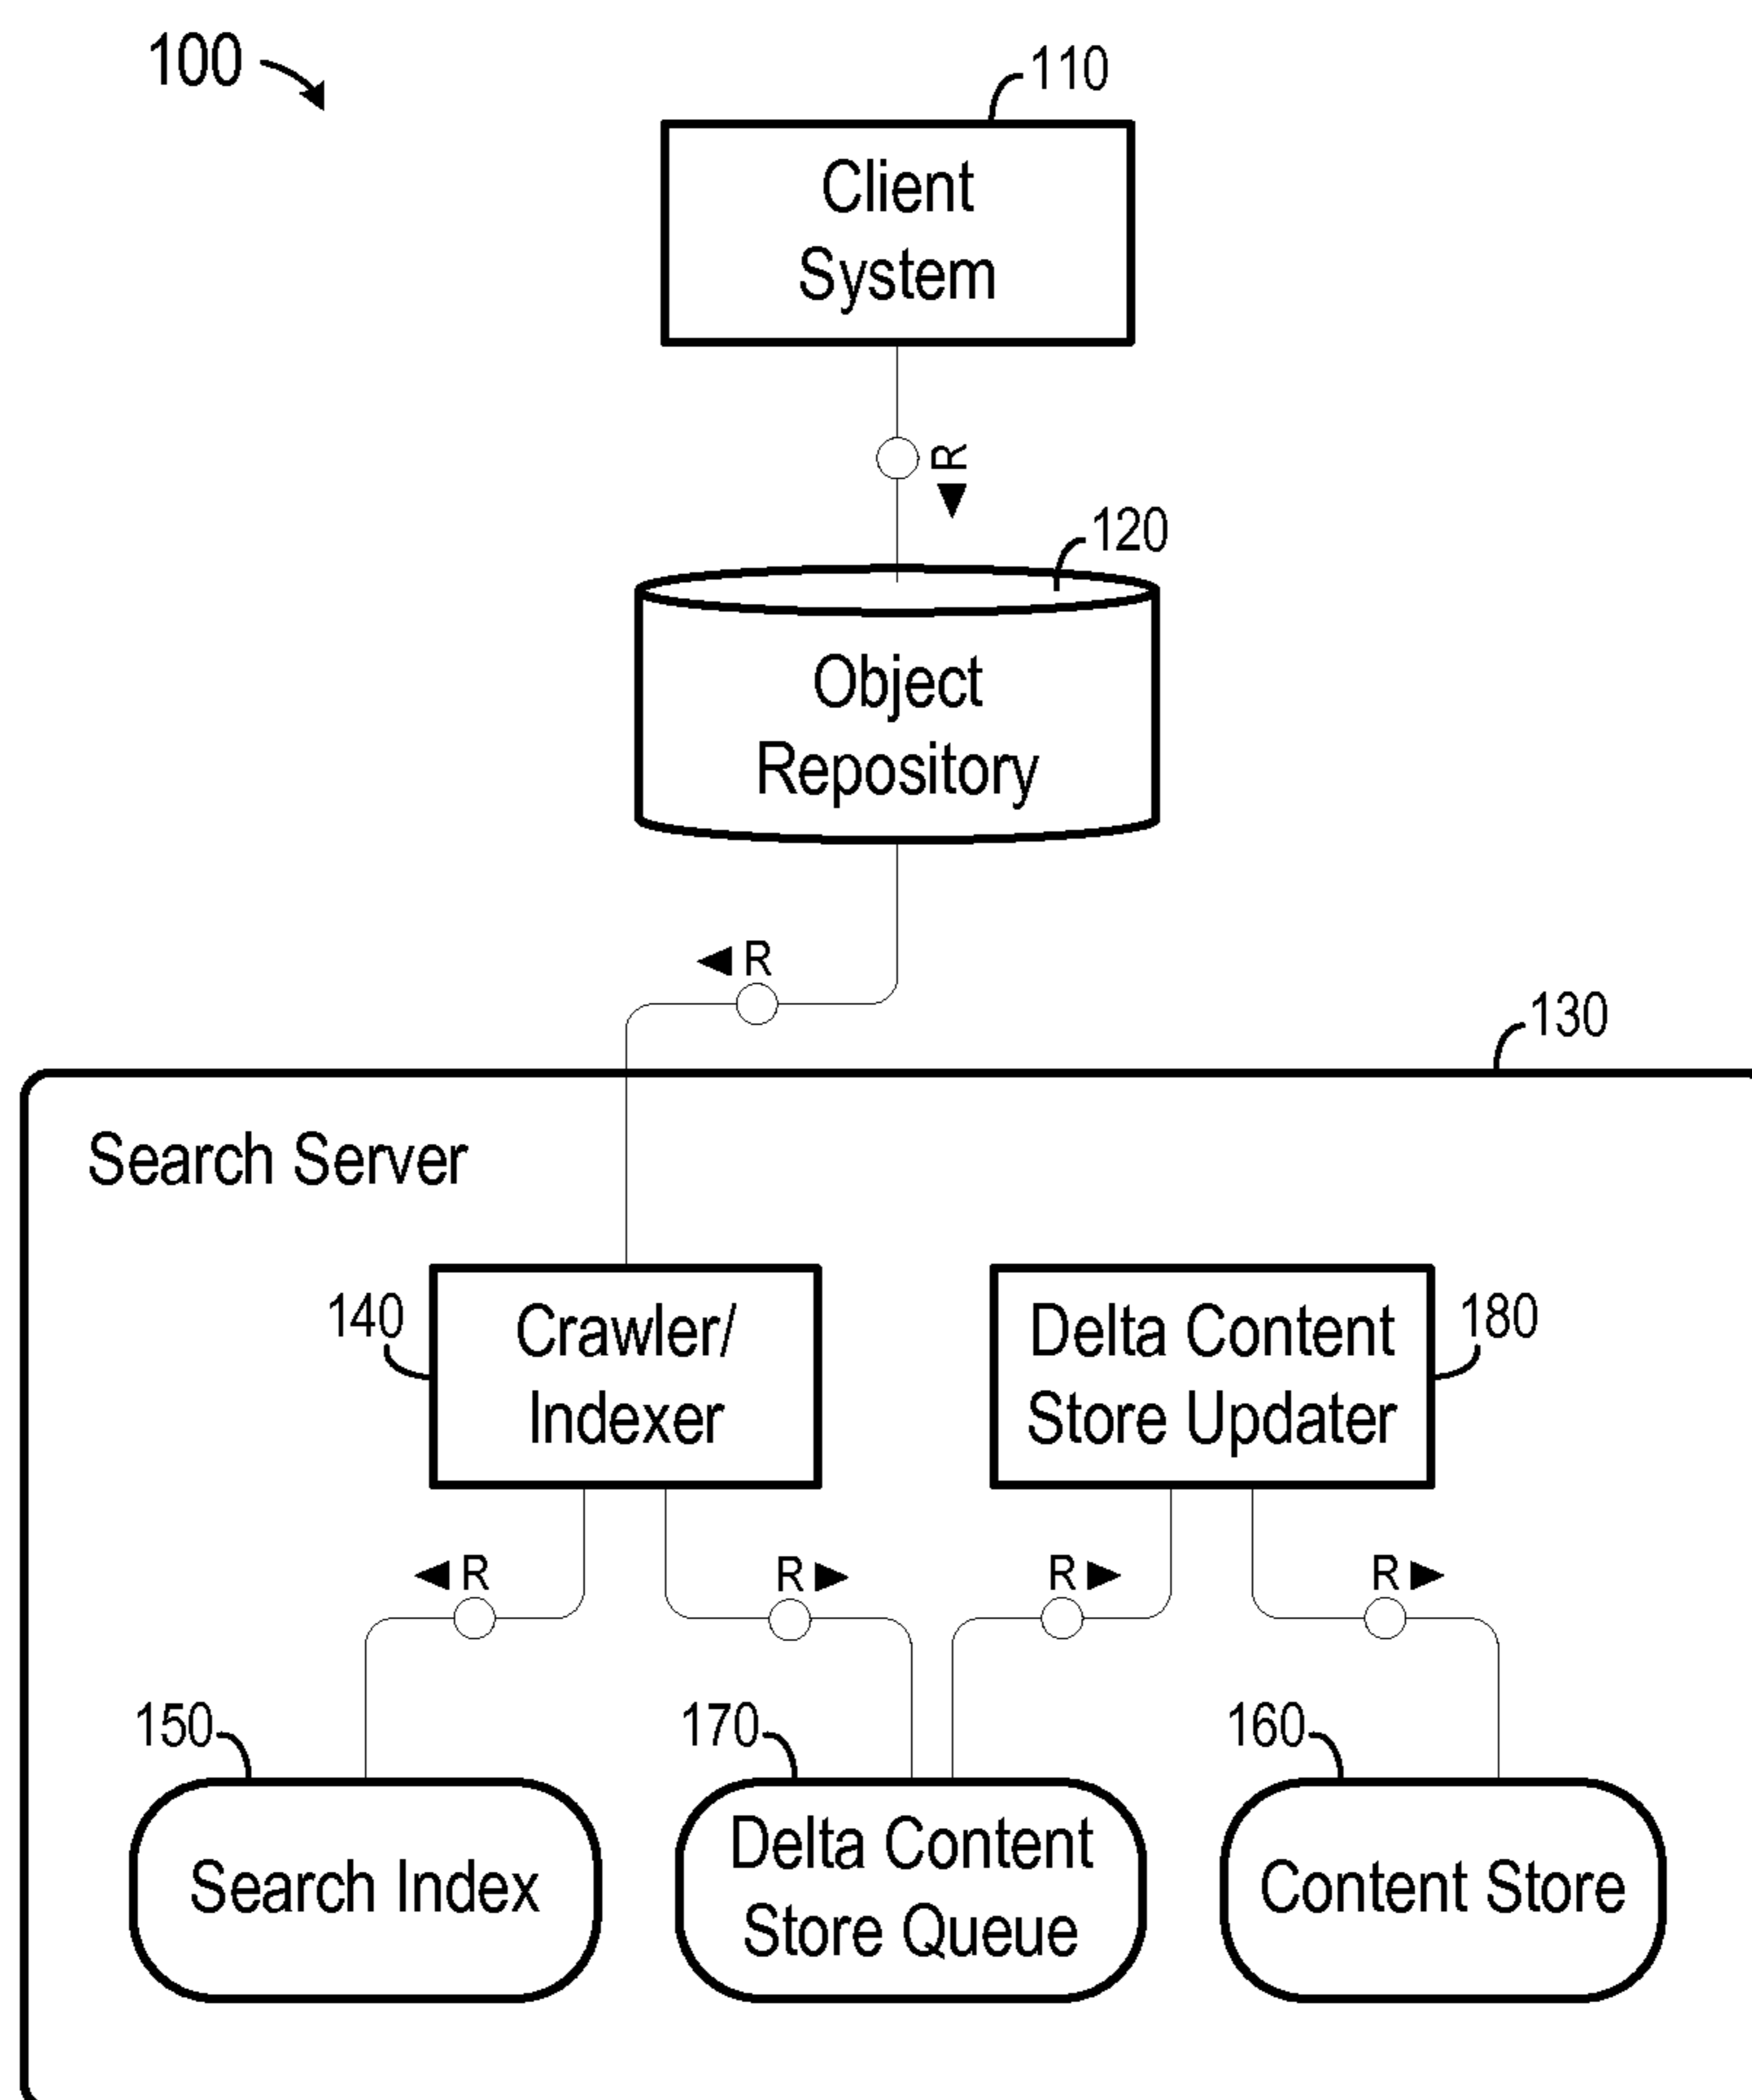 100
110
Client
System
R
120
Object
Repository
R
130
Search Server
140
Crawler/
Indexer
180
Delta Content
Store Updater
R
R
R
R
150
170
160
Search Index
Delta Content
Store Queue
Content Store